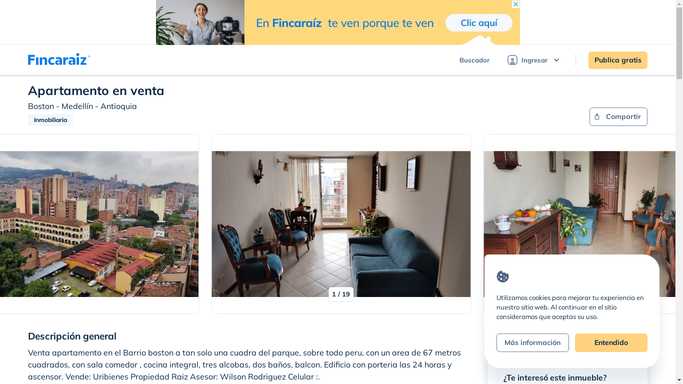 En Fincaraíz te ven porque te ven
Clic aquí
Fincaraiz
Buscador
Ingresar
Publica gratis
Apartamento en venta
Boston - Medellín - Antioquia
Inmobiliaria
Compartir
1 / 19
Utilizamos cookies para mejorar tu experiencia en
nuestro sitio web. Al continuar en el sitio
consideramos que aceptas su uso.
Más información
Entendido
Descripción general
Venta apartamento en el Barrio boston a tan solo una cuadra del parque, sobre todo peru, con un area de 67 metros
cuadrados, con sala comedor , cocina integral, tres alcobas, dos baños, balcon. Edificio con porteria las 24 horas y
ascensor. Vende: Uribienes Propiedad Raiz Asesor: Wilson Rodriguez Celular :.
¿Te interesó este inmueble?